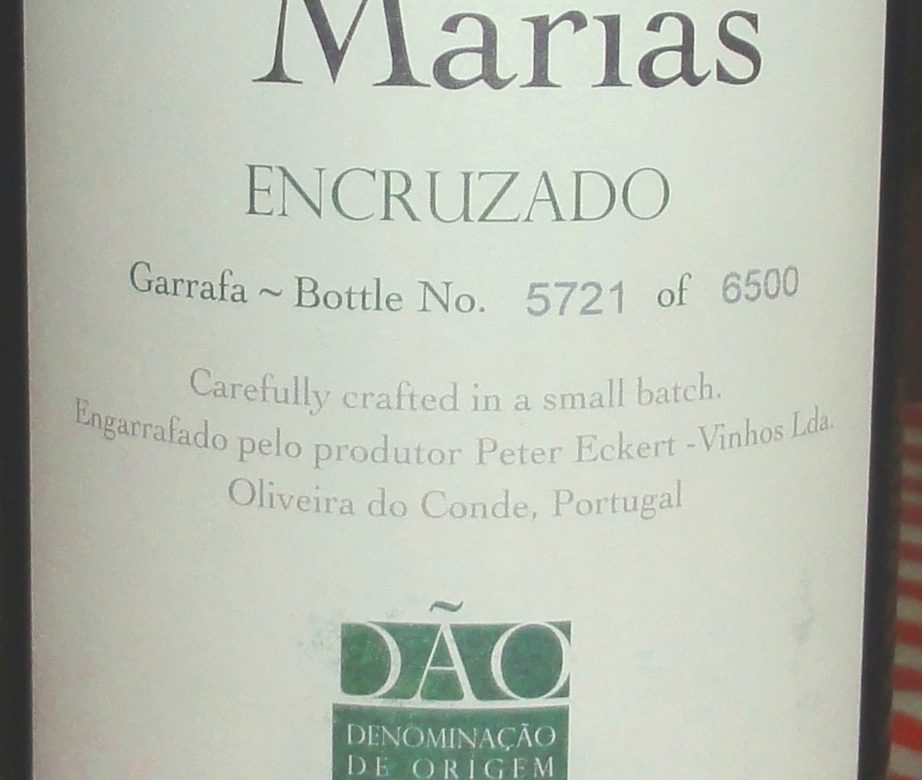 Marias
ENCRUZADO
Garrafa ~ Bottle No. 5721 of 6500
Carefully crafted in a small batch.
Engarrafado pelo produtor Peter Eckert -Vinhos Lda.
Oliveira do Conde, Portugal
DÃO
DENOMINAÇÃO
DE ORIGEM